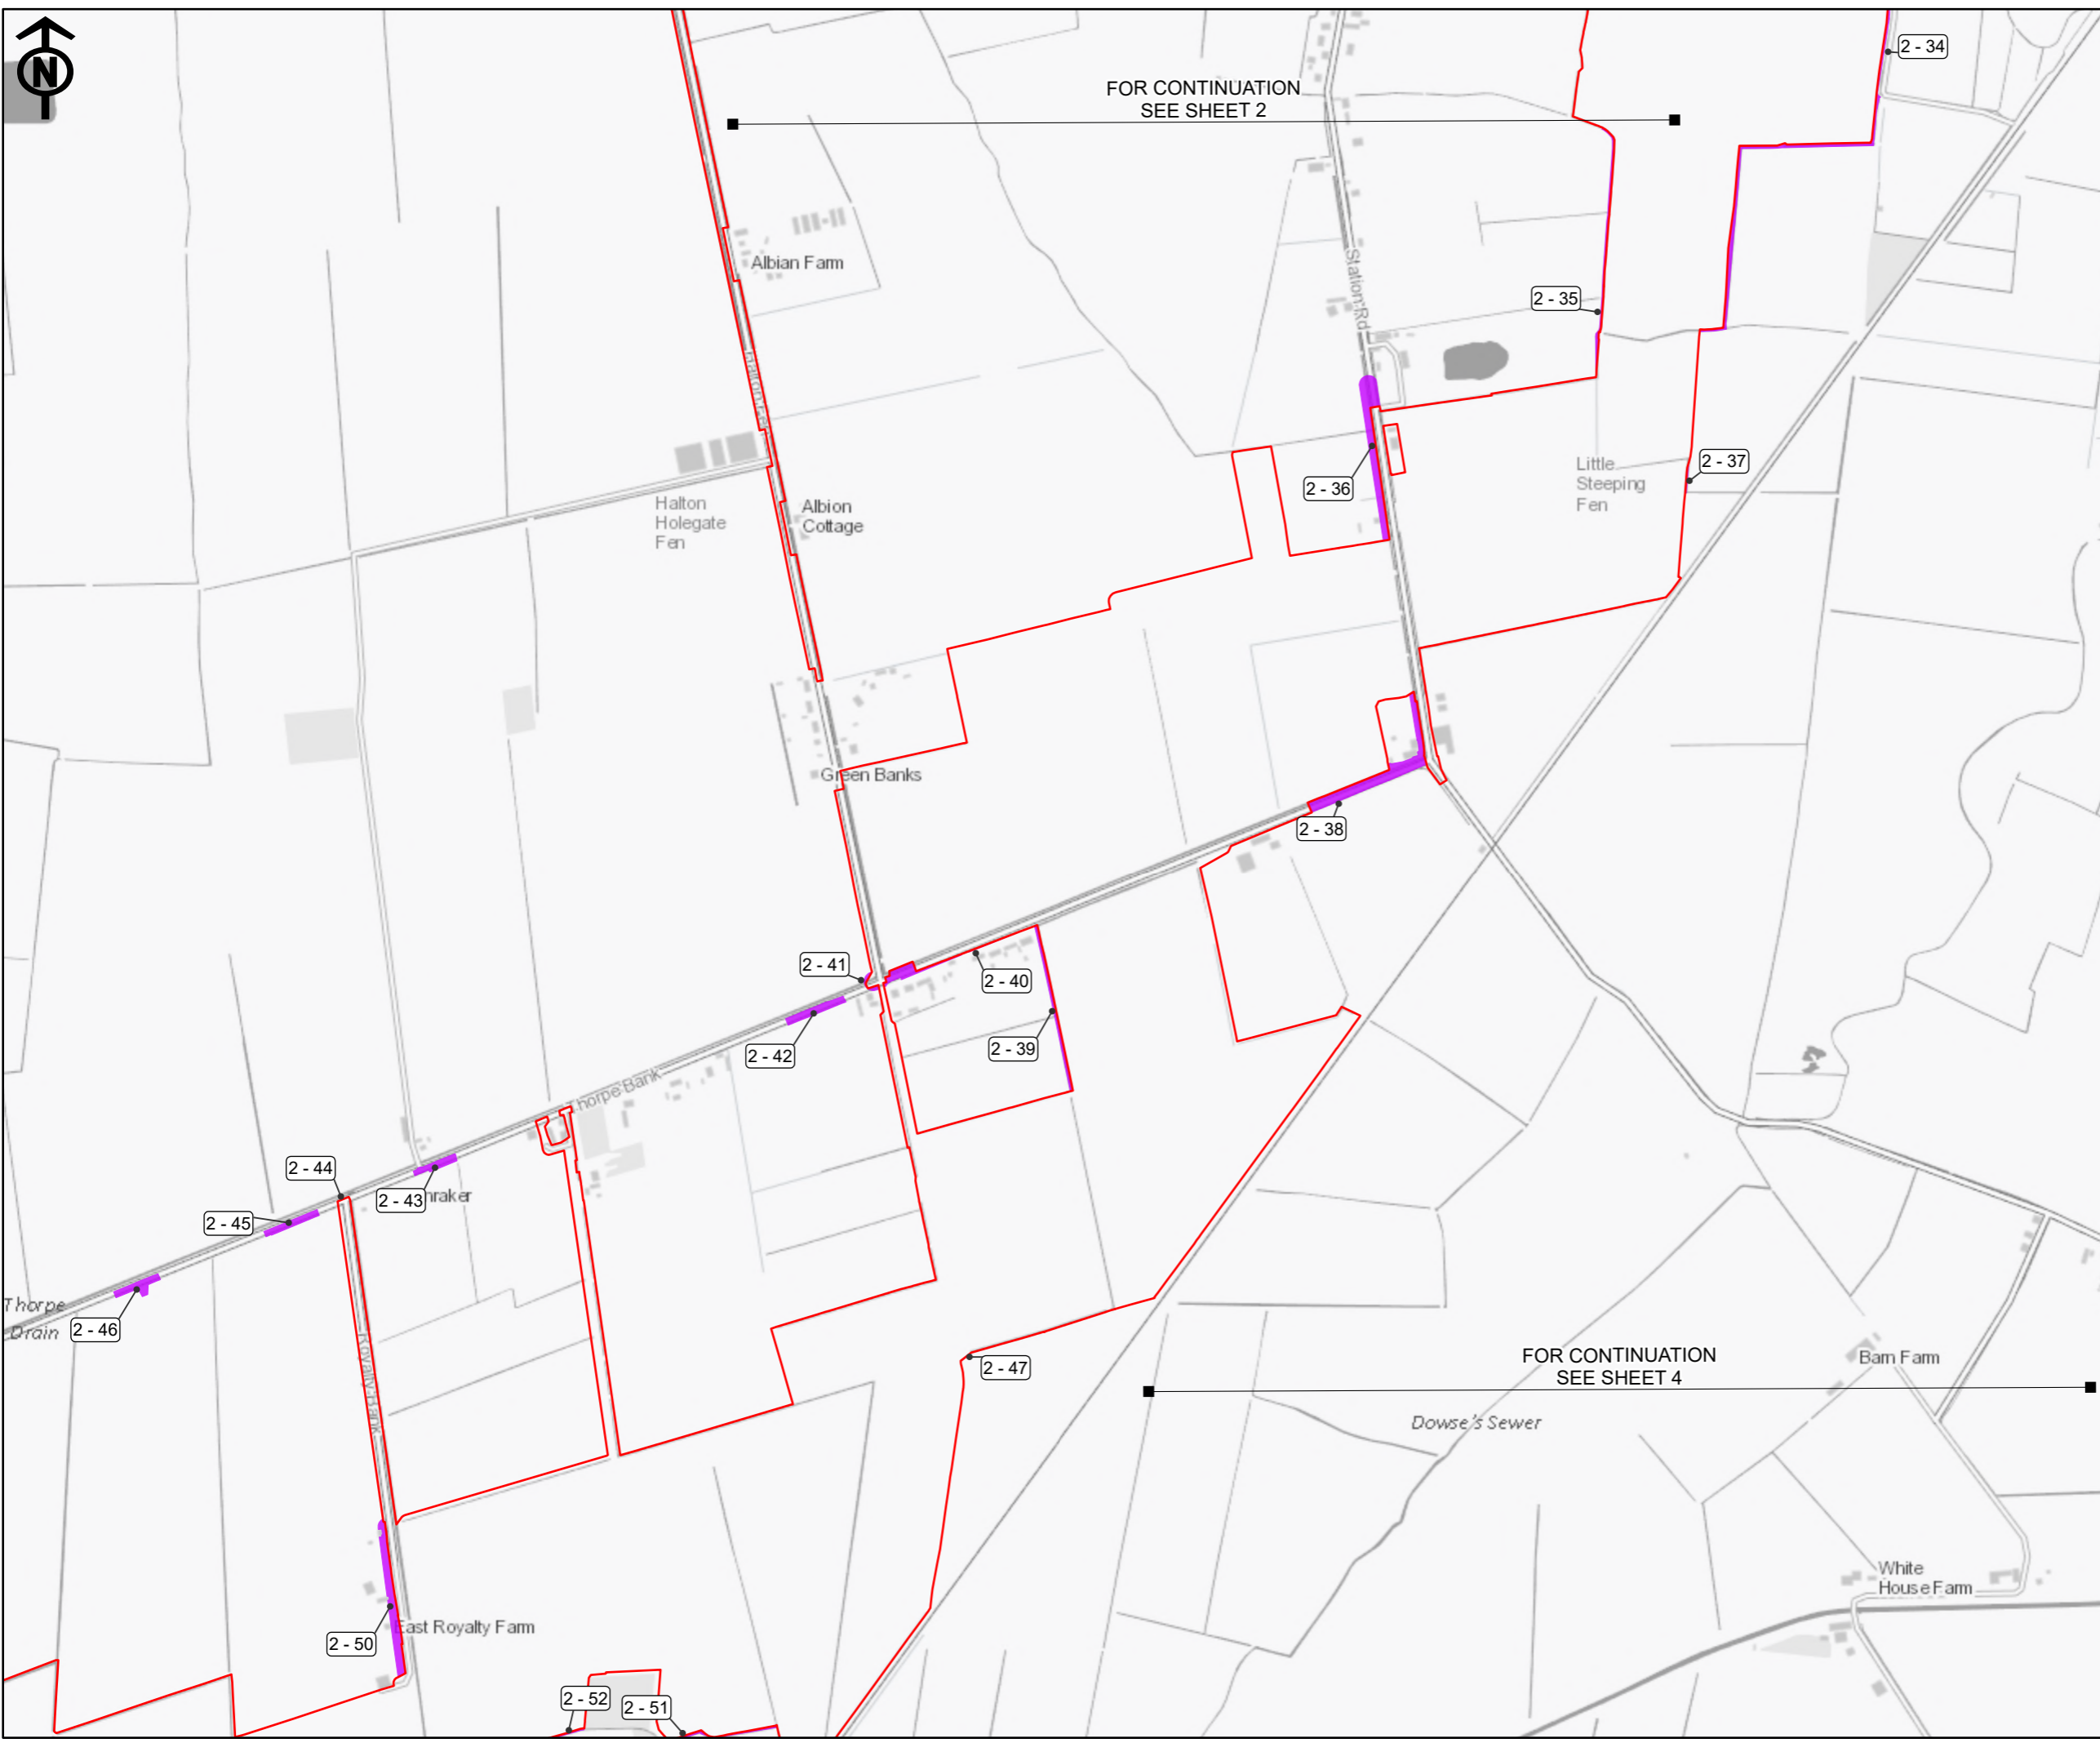 N
2 - 34
FOR CONTINUATION
SEE SHEET 2
Albian Farm
Station Rd
2 - 35
2 - 36
Little
Steeping
Fen
2 - 37
Halton
Holegate
Fen
Albion
Cottage
Green Banks
2 - 38
2 - 41
2 - 40
2 - 42
2 - 39
Thorpe Bank
2 - 44
2 - 43
nraker
2 - 45
Thorpe
Drain
2 - 46
Royalty Bank
2 - 47
FOR CONTINUATION
SEE SHEET 4
Barn Farm
Dowse's Sewer
White
House Farm
East Royalty Farm
2 - 50
2 - 52
2 - 51